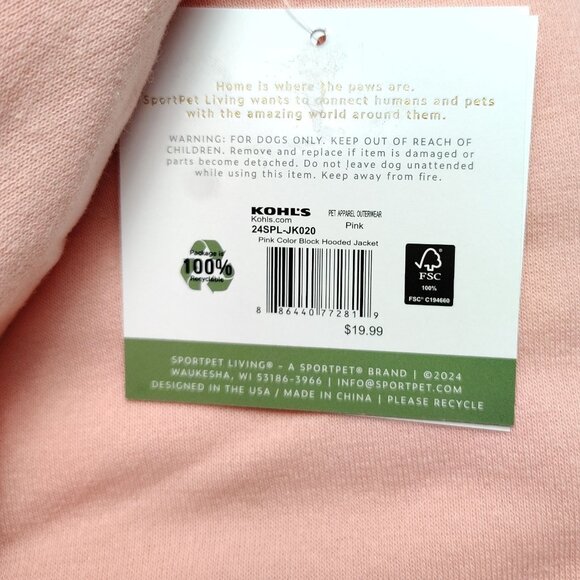 Home is where the paws are.
SportPet Living wants to connect humans and pets
with the amazing world around them.
WARNING: FOR DOGS ONLY. KEEP OUT OF REACH OF
CHILDREN. Remove and replace if item is damaged or
parts become detached. Do not leave dog unattended
while using this item. Keep away from fire.
KOHL'S
Kohls.com
PET APPAREL OUTERWEAR
24SPL-JK020
Pink
Pink Color Block Hooded Jacket
8 86440 77281 9
$19.99
Package is
100%
Recyclable
FSC
100%
FSC® C194660
SPORTPET LIVING® – A SPORTPET® BRAND | ©2024
WAUKESHA, WI 53186-3966 | INFO@SPORTPET.COM
DESIGNED IN THE USA / MADE IN CHINA | PLEASE RECYCLE